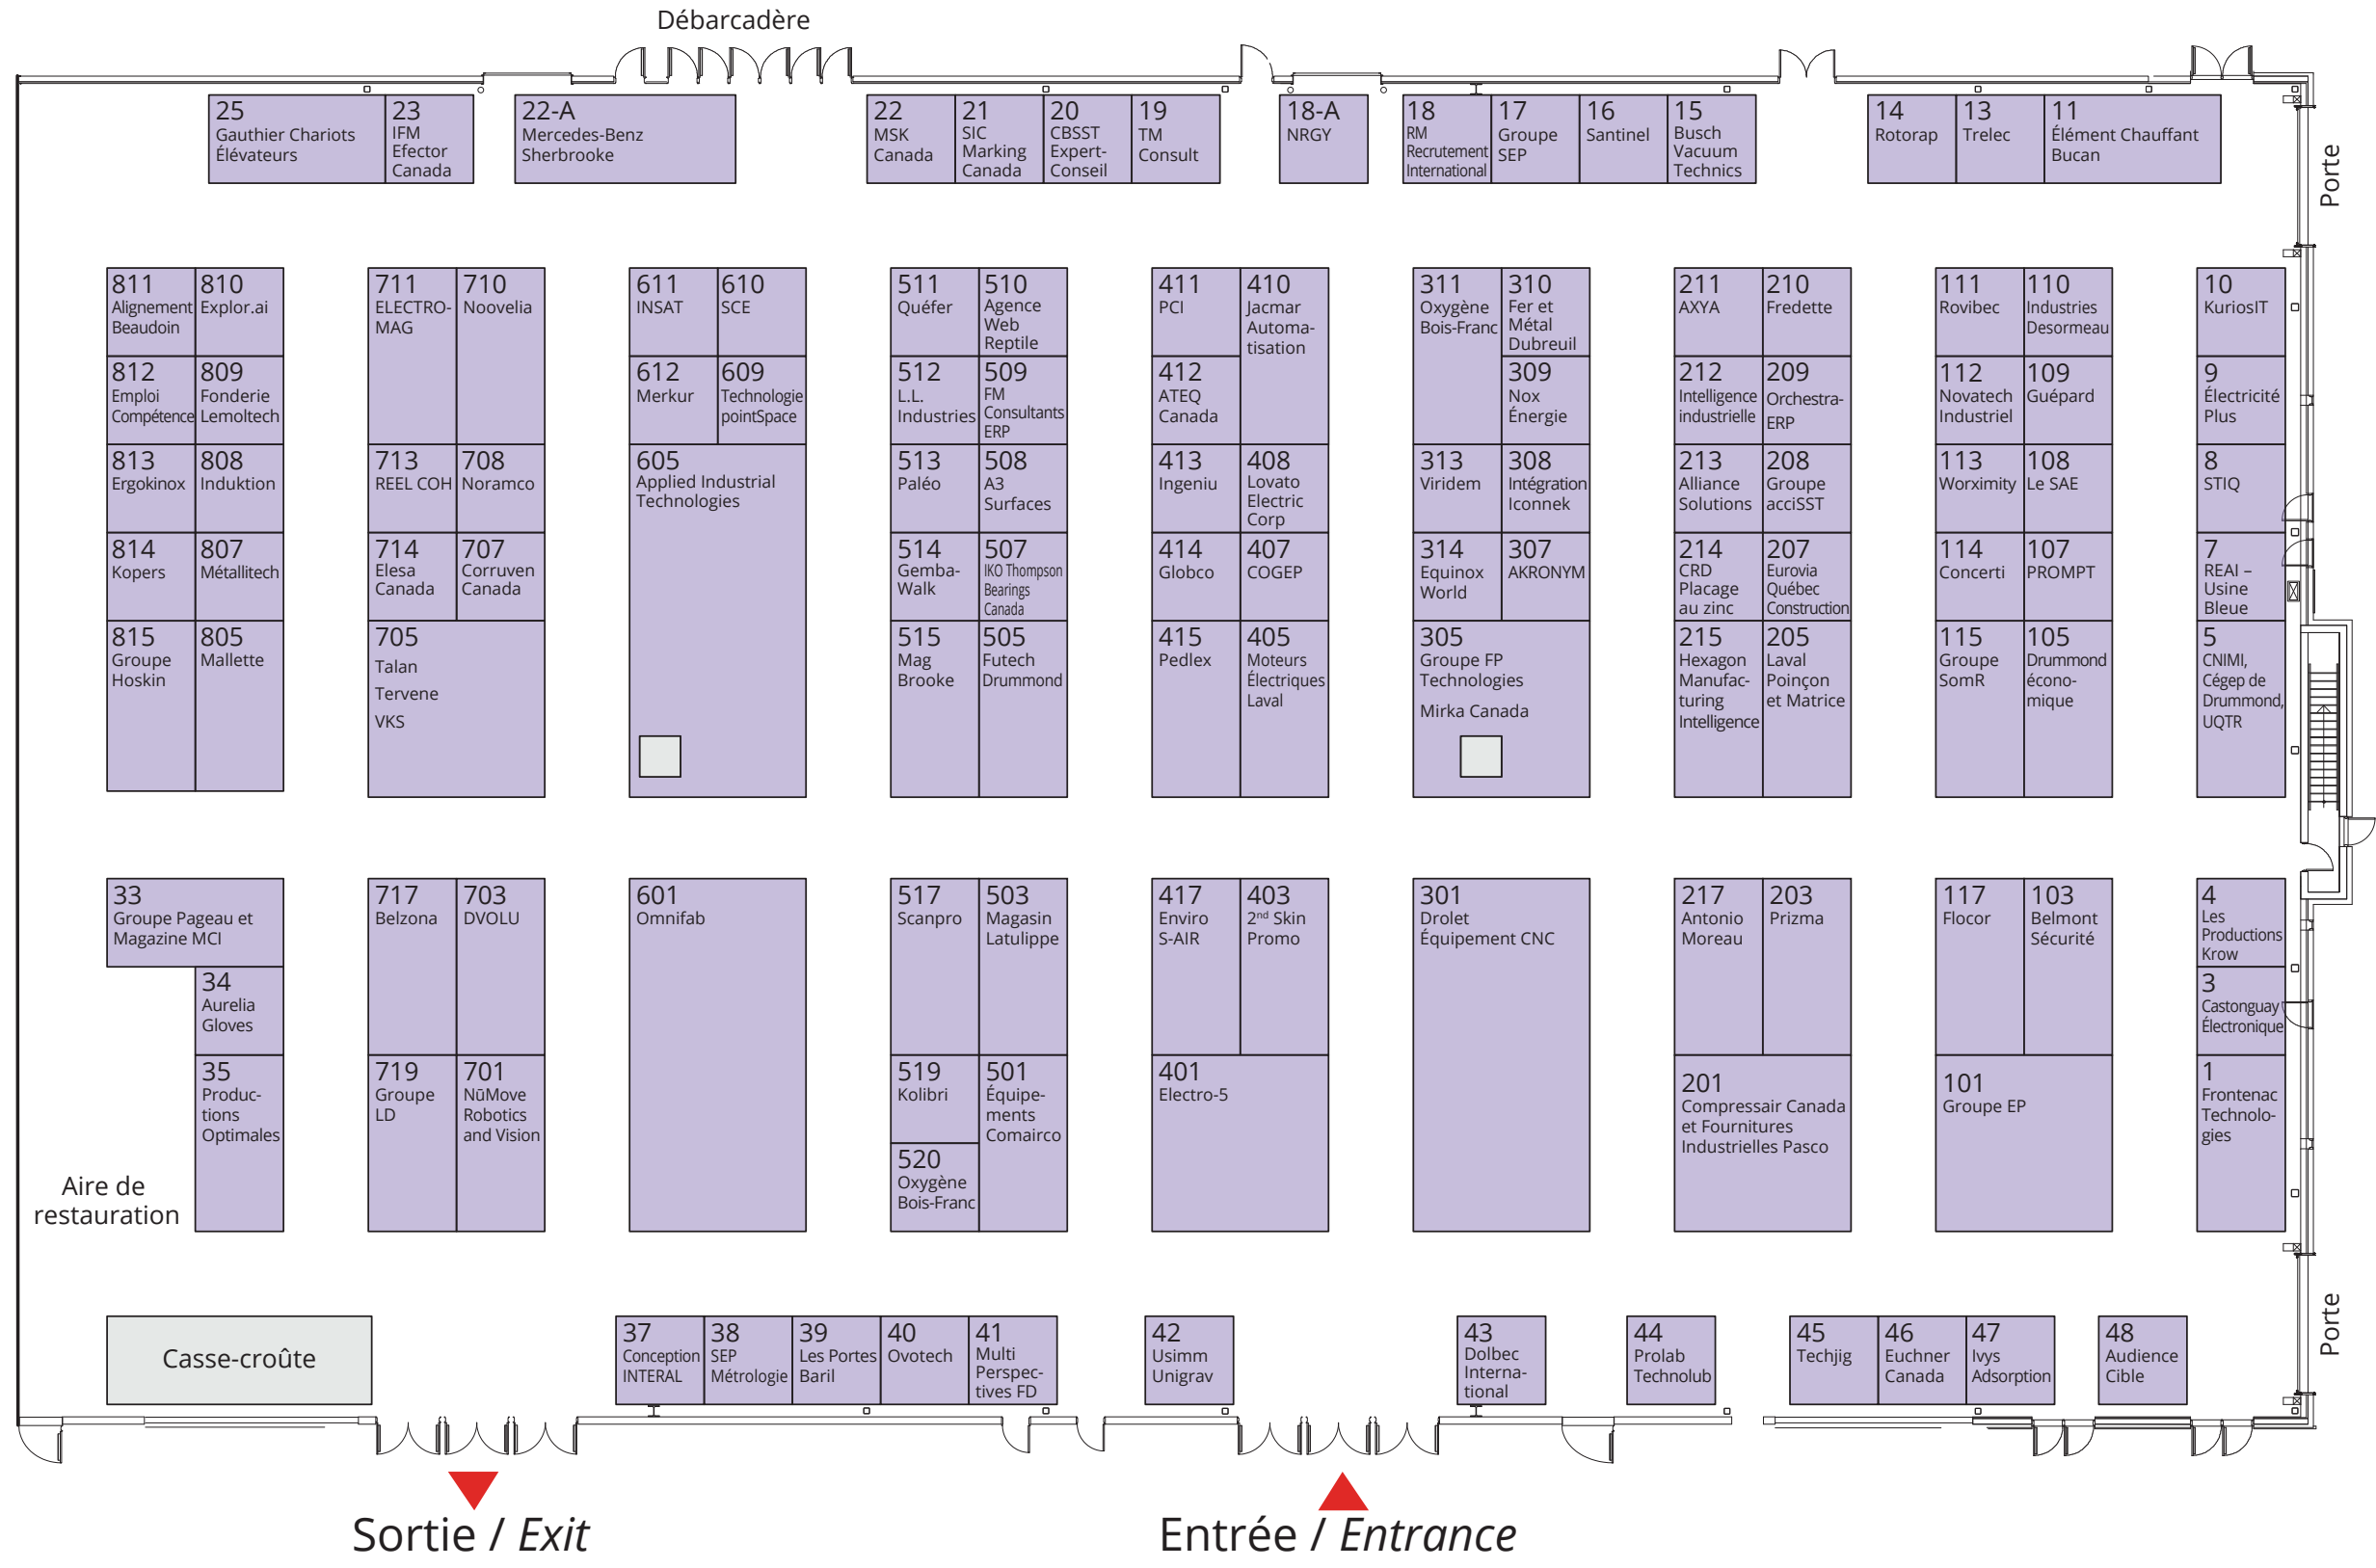 Débarcadère
25
Gauthier Chariots
Élévateurs
23
IFM
Efector
Canada
22-A
Mercedes-Benz
Sherbrooke
22
MSK
Canada
21
SIC
Marking
Canada
20
CBSST
Expert-
Conseil
19
TM
Consult
18-A
NRGY
18
RM
Recrutement
International
17
Groupe
SEP
16
Santinel
15
Busch
Vacuum
Technics
14
Rotorap
13
Trelec
11
Élément Chauffant
Bucan
Porte
811
Alignement
Beaudoin
810
Explor.ai
812
Emploi
Compétence
809
Fonderie
Lemoltech
813
Ergokinox
808
Induktion
814
Kopers
807
Métallitech
815
Groupe
Hoskin
805
Mallette
711
ELECTRO-
MAG
710
Noovelia
713
REEL COH
708
Noramco
714
Elesa
Canada
707
Corruven
Canada
705
Talan
Tervene
VKS
611
INSAT
610
SCE
612
Merkur
609
Technologie
pointSpace
605
Applied Industrial
Technologies
511
Québer
510
Agence
Web
Reptile
512
L.L.
Industries
509
FM
Consultants
ERP
513
Paléo
508
A3
Surfaces
514
Gemba-
Walk
507
IKO Thompson
Bearings
Canada
515
Mag
Brooke
505
Futech
Drummond
411
PCI
410
Jacmar
Automa-
tisation
412
ATEQ
Canada
413
Ingeniu
408
Lovato
Electric
Corp
414
Globco
407
COGEP
415
Pedlex
405
Moteurs
Électriques
Laval
311
Oxygène
Bois-Franc
310
Fer et
Métal
Dubreuil
309
Nox
Énergie
313
Viridem
308
Intégration
Iconnek
314
Equinox
World
307
AKRONYM
305
Groupe FP
Technologies
Mirka Canada
211
AXYA
210
Fredette
212
Intelligence
industrielle
209
Orchestra-
ERP
213
Alliance
Solutions
208
Groupe
acciSST
214
CRD
Placage
au zinc
207
Eurovia
Québec
Construction
215
Hexagon
Manufac-
turing
Intelligence
205
Laval
Poinçon
et Matrice
111
Rovibec
110
Industries
Desormeau
112
Novatech
Industriel
109
Guépard
113
Worximity
108
Le SAE
114
Concerti
107
PROMPT
115
Groupe
SomR
105
Drummond
écono-
mique
10
KuriosIT
9
Électricité
Plus
8
STIQ
7
REAI –
Usine
Bleue
5
CNIMI,
Cégep de
Drummond,
UQTR
33
Groupe Pageau et
Magazine MCI
34
Aurelia
Gloves
35
Produc-
tions
Optimales
Aire de
restauration
717
Belzona
703
DVOLU
719
Groupe
LD
701
NūMove
Robotics
and Vision
601
Omnifab
517
Scanpro
503
Magasin
Latulippe
519
Kolibri
501
Équipe-
ments
Comairco
520
Oxygène
Bois-Franc
417
Enviro
S-AIR
403
2nd Skin
Promo
401
Electro-5
301
Drolet
Équipement CNC
217
Antonio
Moreau
203
Prizma
201
Compressair Canada
et Fournitures
Industrielles Pasco
117
Flocor
103
Belmont
Sécurité
101
Groupe EP
4
Les
Productions
Krow
3
Castonguay
Électronique
1
Frontenac
Technolo-
gies
Casse-croûte
37
Conception
INTERAL
38
SEP
Métrologie
39
Les Portes
Baril
40
Ovotech
41
Multi
Perspec-
tives FD
42
Usimm
Unigrav
43
Dolbec
Interna-
tional
44
Prolab
Technolub
45
Techjig
46
Euchner
Canada
47
Ivys
Adsorption
48
Audience
Cible
Porte
Sortie / Exit
Entrée / Entrance